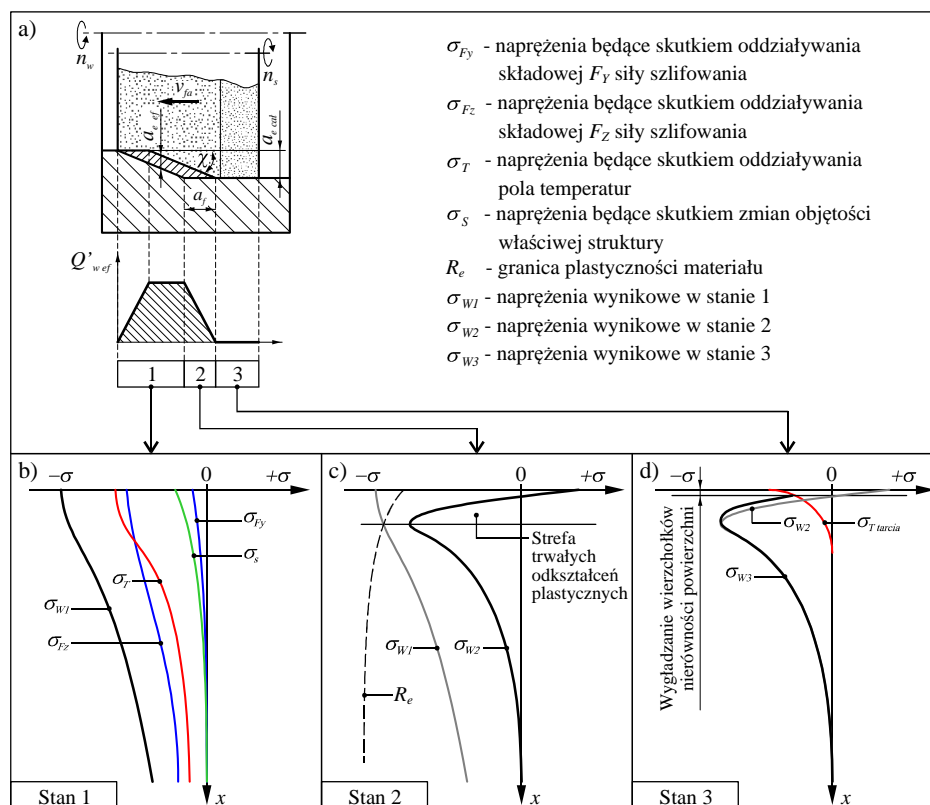 a)
n_w
n_s
v_fa
a_e ef
a_e cał
χ
a_f
Q'_w ef
1
2
3
σ_Fy - naprężenia będące skutkiem oddziaływania
składowej F_Y siły szlifowania
σ_Fz - naprężenia będące skutkiem oddziaływania
składowej F_Z siły szlifowania
σ_T - naprężenia będące skutkiem oddziaływania
pola temperatur
σ_S - naprężenia będące skutkiem zmian objętości
właściwej struktury
R_e - granica plastyczności materiału
σ_W1 - naprężenia wynikowe w stanie 1
σ_W2 - naprężenia wynikowe w stanie 2
σ_W3 - naprężenia wynikowe w stanie 3
b)
−σ
0
+σ
σ_Fy
σ_s
σ_T
σ_W1
σ_Fz
Stan 1
x
c)
−σ
0
+σ
Strefa
trwałych
odkształceń
plastycznych
σ_W1
σ_W2
R_e
Stan 2
x
d)
−σ
0
+σ
σ_W2
σ_T tarcia
σ_W3
Wygładzanie wierzchołków
nierówności powierzchni
Stan 3
x